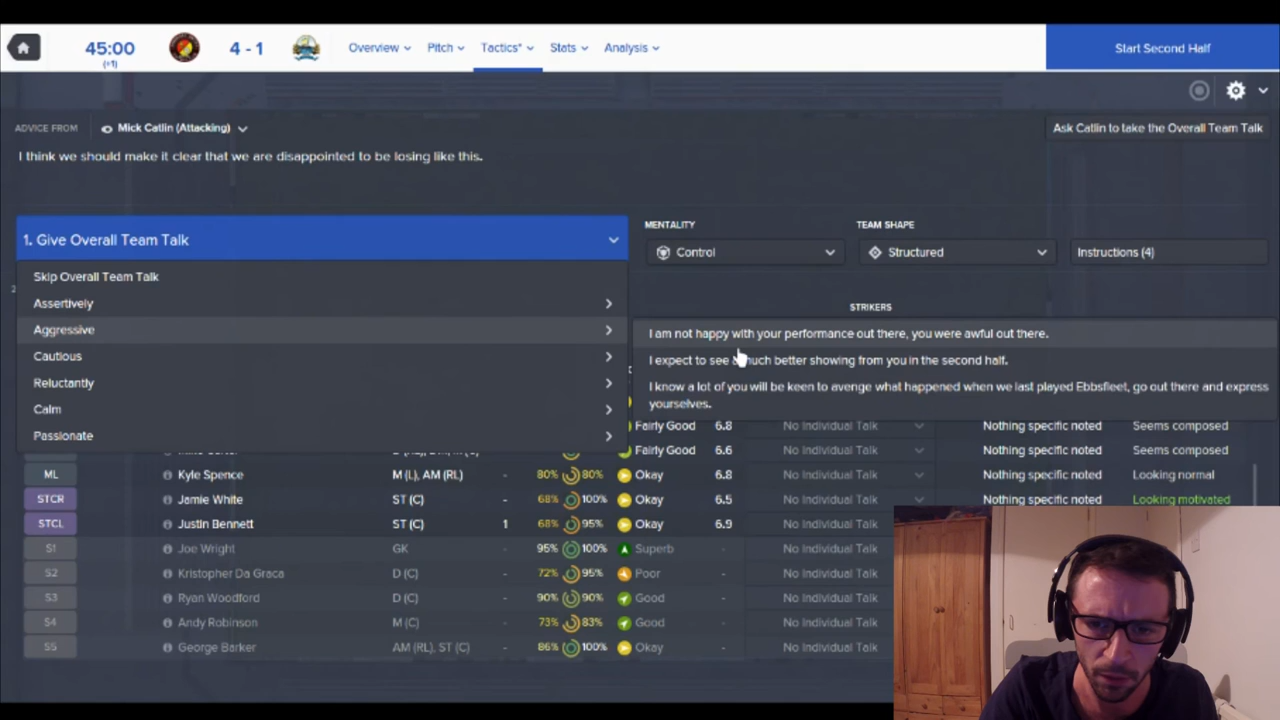 45:00
(+1)
4 - 1
Overview
Pitch
Tactics*
Stats
Analysis
Start Second Half
ADVICE FROM
Mick Catlin (Attacking)
Ask Catlin to take the Overall Team Talk
I think we should make it clear that we are disappointed to be losing like this.
1. Give Overall Team Talk
MENTALITY
TEAM SHAPE
Control
Structured
Instructions (4)
Skip Overall Team Talk
Assertively
STRIKERS
Aggressive
I am not happy with your performance out there, you were awful out there.
Cautious
I expect to see a much better showing from you in the second half.
Reluctantly
I know a lot of you will be keen to avenge what happened when we last played Ebbsfleet, go out there and express
yourselves.
Calm
Passionate
Fairly Good 6.8 No Individual Talk Nothing specific noted Seems composed
Fairly Good 6.6 No Individual Talk Nothing specific noted Seems composed
ML Kyle Spence M (L), AM (RL) - 80% 80% Okay 6.8 No Individual Talk Nothing specific noted Looking normal
STCR Jamie White ST (C) - 68% 100% Okay 6.5 No Individual Talk Nothing specific noted Looking motivated
STCL Justin Bennett ST (C) 1 68% 95% Okay 6.9 No Individual Talk
S1 Joe Wright GK - 95% 100% Superb - No Individual Talk
S2 Kristopher Da Graca D (C) - 72% 95% Poor - No Individual Talk
S3 Ryan Woodford D (C) - 90% 90% Good - No Individual Talk
S4 Andy Robinson M (C) - 73% 83% Good - No Individual Talk
S5 George Barker AM (RL), ST (C) - 86% 100% Okay - No Individual Talk